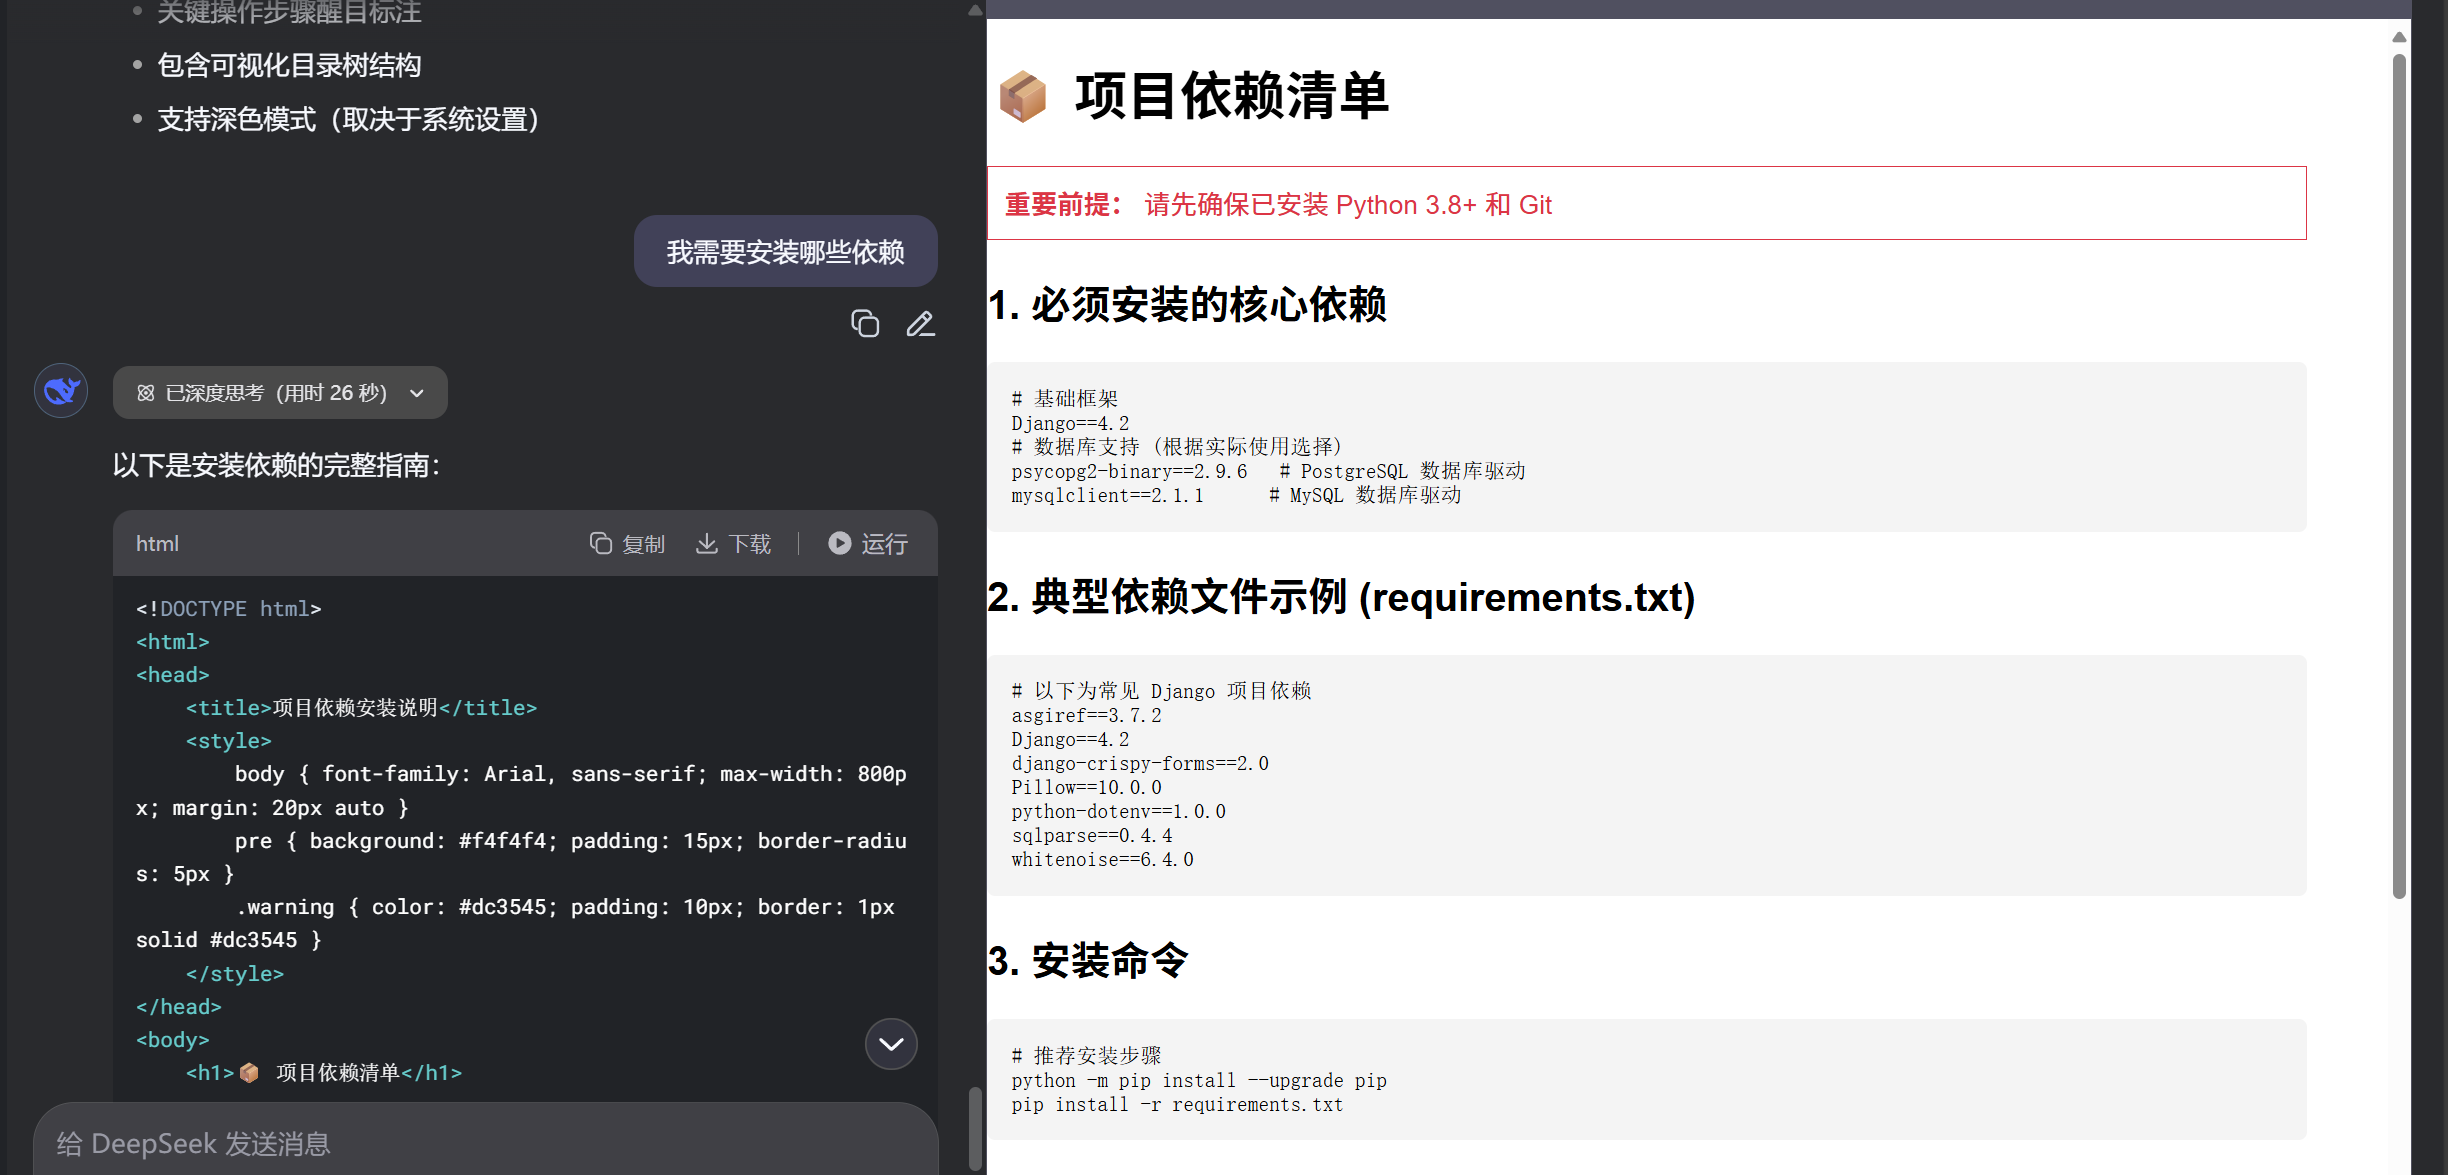 关键操作步骤醒目标注
包含可视化目录树结构
支持深色模式（取决于系统设置）
我需要安装哪些依赖
已深度思考（用时 26 秒）
以下是安装依赖的完整指南：
html
复制
下载
运行
<!DOCTYPE html>
<html>
<head>
<title>项目依赖安装说明</title>
<style>
body { font-family: Arial, sans-serif; max-width: 800p
x; margin: 20px auto }
pre { background: #f4f4f4; padding: 15px; border-radiu
s: 5px }
.warning { color: #dc3545; padding: 10px; border: 1px
solid #dc3545 }
</style>
</head>
<body>
<h1>📦 项目依赖清单</h1>
给 DeepSeek 发送消息
📦 项目依赖清单
重要前提： 请先确保已安装 Python 3.8+ 和 Git
1. 必须安装的核心依赖
# 基础框架
Django==4.2
# 数据库支持（根据实际使用选择）
psycopg2-binary==2.9.6   # PostgreSQL 数据库驱动
mysqlclient==2.1.1      # MySQL 数据库驱动
2. 典型依赖文件示例 (requirements.txt)
# 以下为常见 Django 项目依赖
asgiref==3.7.2
Django==4.2
django-crispy-forms==2.0
Pillow==10.0.0
python-dotenv==1.0.0
sqlparse==0.4.4
whitenoise==6.4.0
3. 安装命令
# 推荐安装步骤
python -m pip install --upgrade pip
pip install -r requirements.txt